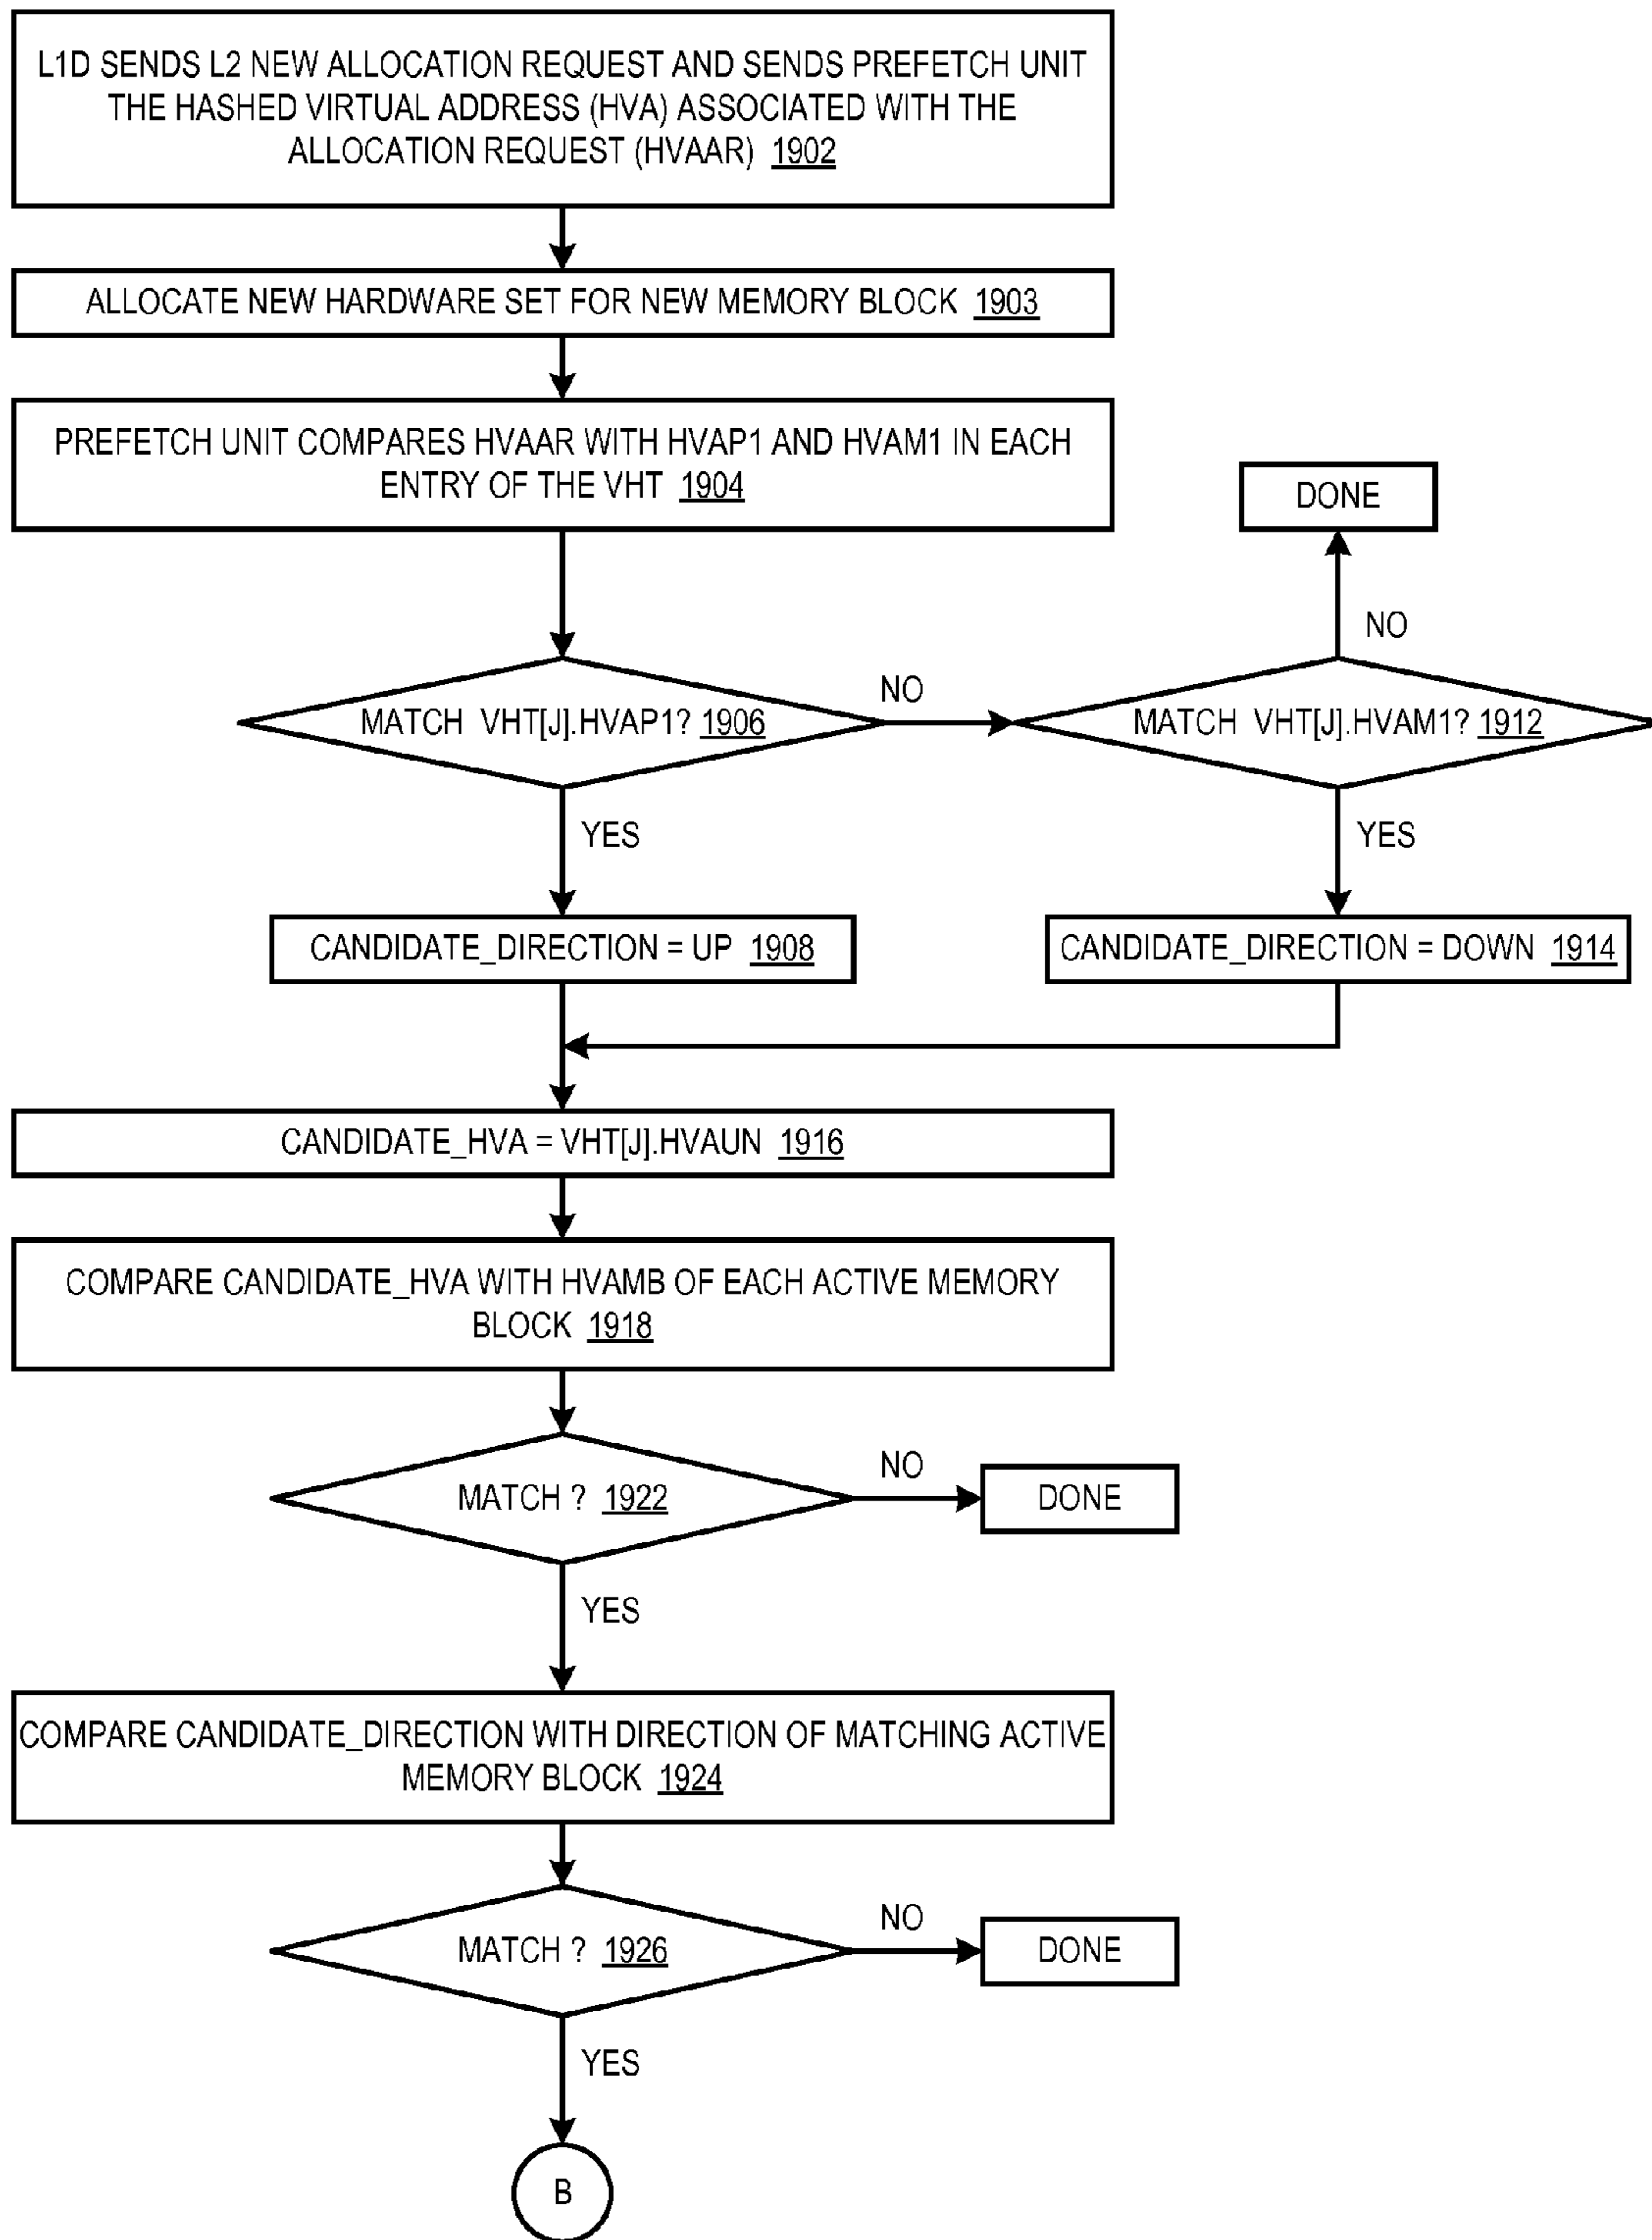 L1D SENDS L2 NEW ALLOCATION REQUEST AND SENDS PREFETCH UNIT
THE HASHED VIRTUAL ADDRESS (HVA) ASSOCIATED WITH THE
ALLOCATION REQUEST (HVAAR) 1902
ALLOCATE NEW HARDWARE SET FOR NEW MEMORY BLOCK 1903
PREFETCH UNIT COMPARES HVAAR WITH HVAP1 AND HVAM1 IN EACH
ENTRY OF THE VHT 1904
DONE
NO
MATCH VHT[J].HVAP1? 1906
NO
MATCH VHT[J].HVAM1? 1912
YES
YES
CANDIDATE_DIRECTION = UP 1908
CANDIDATE_DIRECTION = DOWN 1914
CANDIDATE_HVA = VHT[J].HVAUN 1916
COMPARE CANDIDATE_HVA WITH HVAMB OF EACH ACTIVE MEMORY
BLOCK 1918
MATCH ? 1922
NO
DONE
YES
COMPARE CANDIDATE_DIRECTION WITH DIRECTION OF MATCHING ACTIVE
MEMORY BLOCK 1924
MATCH ? 1926
NO
DONE
YES
B